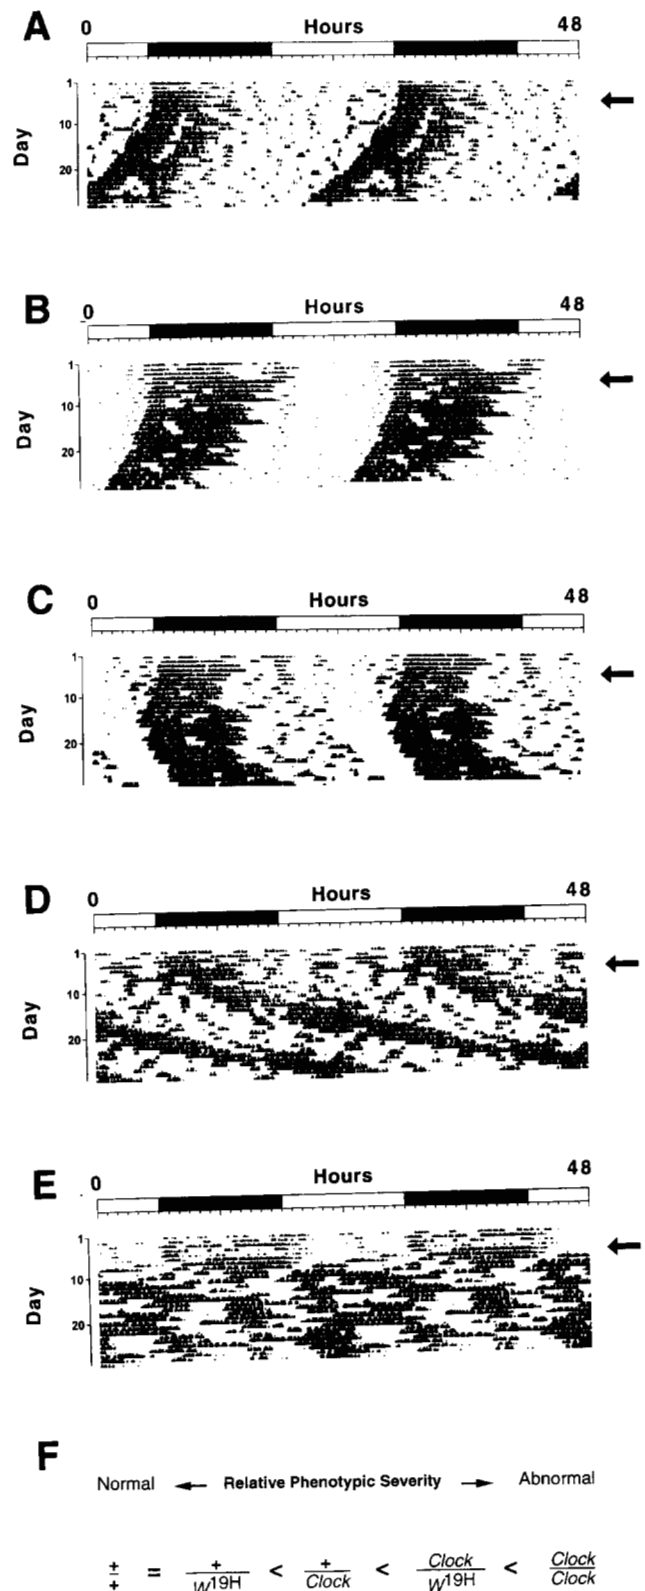 A
0 Hours 48
Day
1
10
20
B
0 Hours 48
Day
1
10
20
C
0 Hours 48
Day
1
10
20
D
0 Hours 48
Day
1
10
20
E
0 Hours 48
Day
1
10
20
F
Normal ← Relative Phenotypic Severity → Abnormal
+ + + Clock Clock
= < < <
+ W19H Clock W19H Clock